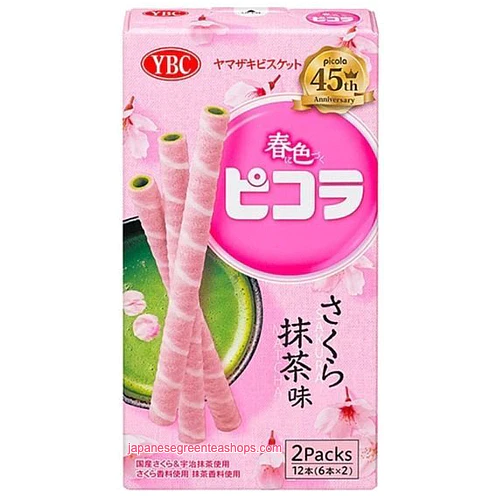 YBC
ヤマザキビスケット
picola
45th
Anniversary
春に色づく
ピコラ
さくら
抹茶味
SAKURA
MATCHA
japanesegreenteashops.com
2Packs
12本(6本×2)
国産さくら&宇治抹茶使用
さくら香料使用 抹茶香料使用